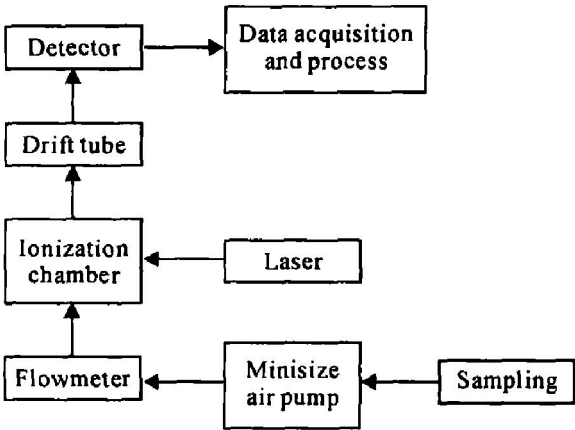 Detector
Data acquisition
and process
Drift tube
Ionization
chamber
Laser
Flowmeter
Minisize
air pump
Sampling